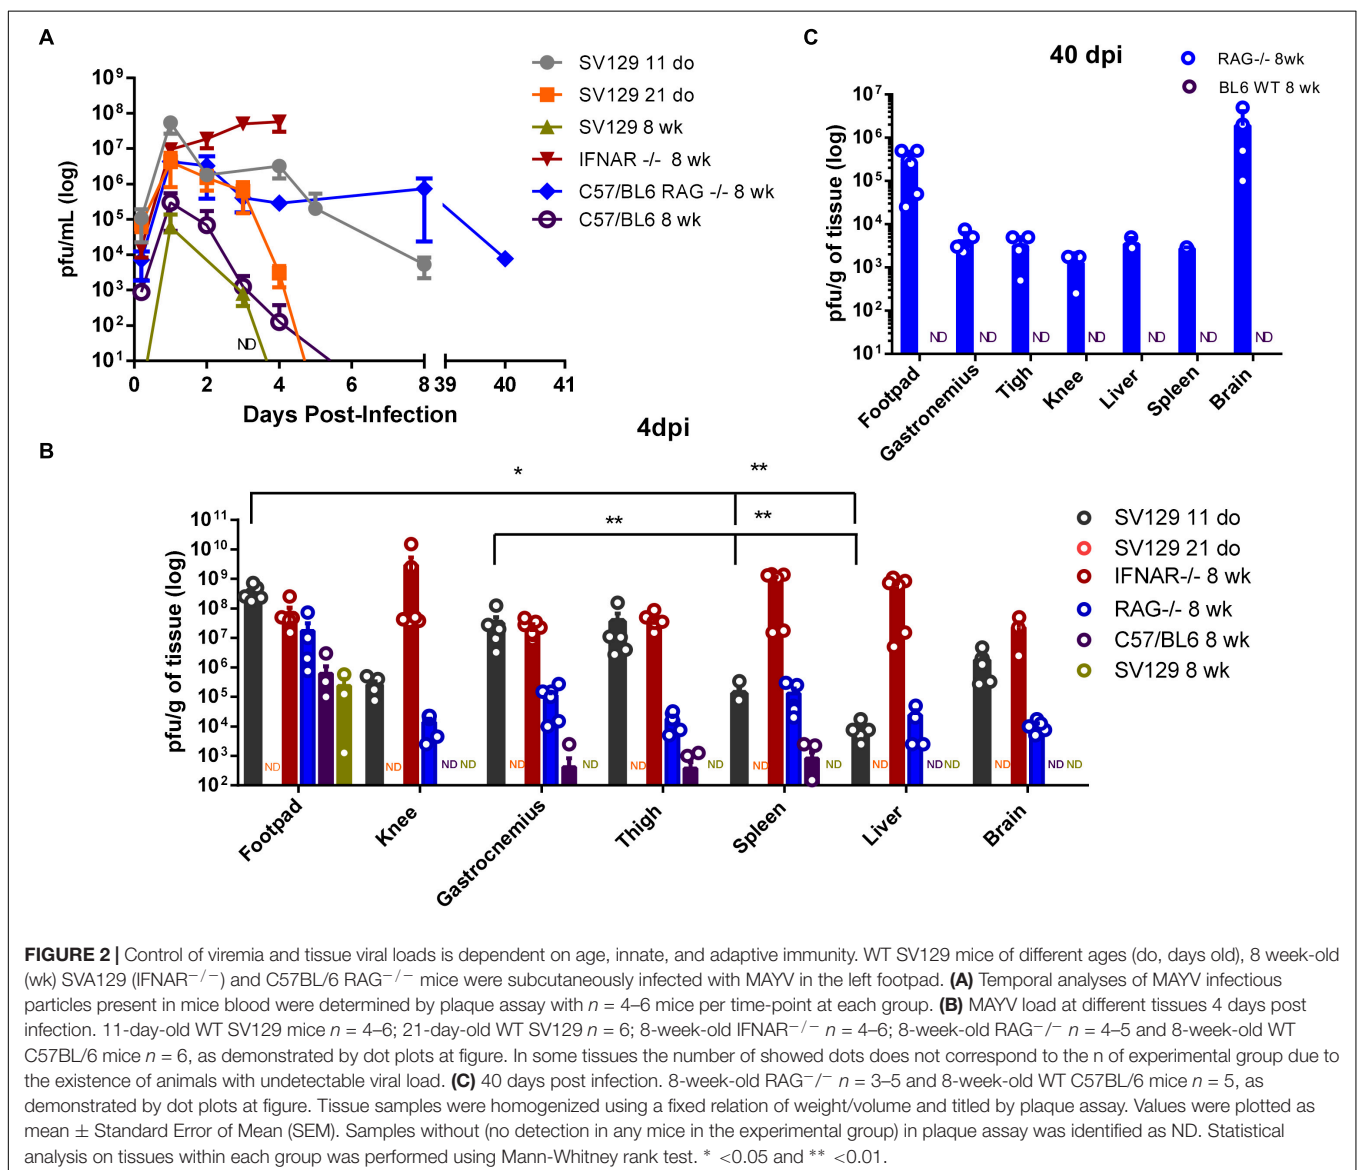 A
SV129 11 do
SV129 21 do
SV129 8 wk
IFNAR -/-  8 wk
C57/BL6 RAG -/- 8 wk
C57/BL6 8 wk
pfu/mL (log)
10⁹
10⁸
10⁷
10⁶
10⁵
10⁴
10³
10²
10¹
ND
0 2 4 6 8 39 40 41
Days Post-Infection
C
40 dpi
RAG-/- 8wk
BL6 WT 8 wk
pfu/g of tissue (log)
10⁷
10⁶
10⁵
10⁴
10³
10²
10¹
ND ND ND ND ND ND ND
Footpad
Gastronemius
Tigh
Knee
Liver
Spleen
Brain
B
4dpi
* **
** **
pfu/g of tissue (log)
10¹¹
10¹⁰
10⁹
10⁸
10⁷
10⁶
10⁵
10⁴
10³
10²
ND ND ND ND ND ND ND ND ND ND ND ND ND ND ND
Footpad
Knee
Gastrocnemius
Thigh
Spleen
Liver
Brain
SV129 11 do
SV129 21 do
IFNAR-/- 8 wk
RAG-/- 8 wk
C57/BL6 8 wk
SV129 8 wk
FIGURE 2 | Control of viremia and tissue viral loads is dependent on age, innate, and adaptive immunity. WT SV129 mice of different ages (do, days old), 8 week-old
(wk) SVA129 (IFNAR⁻/⁻) and C57BL/6 RAG⁻/⁻ mice were subcutaneously infected with MAYV in the left footpad. (A) Temporal analyses of MAYV infectious
particles present in mice blood were determined by plaque assay with n = 4–6 mice per time-point at each group. (B) MAYV load at different tissues 4 days post
infection. 11-day-old WT SV129 mice n = 4–6; 21-day-old WT SV129 n = 6; 8-week-old IFNAR⁻/⁻ n = 4–6; 8-week-old RAG⁻/⁻ n = 4–5 and 8-week-old WT
C57BL/6 mice n = 6, as demonstrated by dot plots at figure. In some tissues the number of showed dots does not correspond to the n of experimental group due to
the existence of animals with undetectable viral load. (C) 40 days post infection. 8-week-old RAG⁻/⁻ n = 3–5 and 8-week-old WT C57BL/6 mice n = 5, as
demonstrated by dot plots at figure. Tissue samples were homogenized using a fixed relation of weight/volume and titled by plaque assay. Values were plotted as
mean ± Standard Error of Mean (SEM). Samples without (no detection in any mice in the experimental group) in plaque assay was identified as ND. Statistical
analysis on tissues within each group was performed using Mann-Whitney rank test. * <0.05 and ** <0.01.